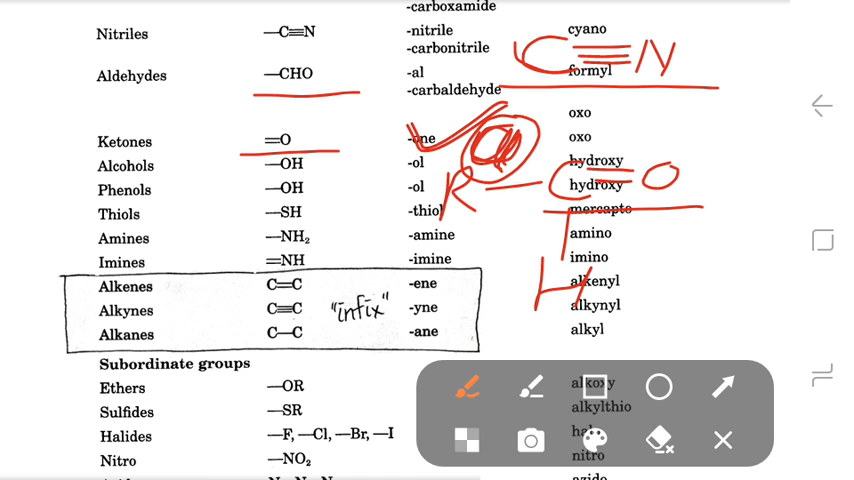 -carboxamide
Nitriles —C≡N -nitrile cyano
-carbonitrile
C≡N
Aldehydes —CHO -al formyl
-carbaldehyde
oxo
Ketones =O -one oxo
Alcohols —OH -ol hydroxy
R—C=O
H
Phenols —OH -ol hydroxy
Thiols —SH -thiol mercapto
Amines —NH₂ -amine amino
Imines =NH -imine imino
Alkenes C=C -ene alkenyl
Alkynes C≡C "infix" -yne alkynyl
Alkanes C—C -ane alkyl
Subordinate groups
Ethers —OR alkoxy
Sulfides —SR alkylthio
Halides —F, —Cl, —Br, —I
Nitro —NO₂ nitro